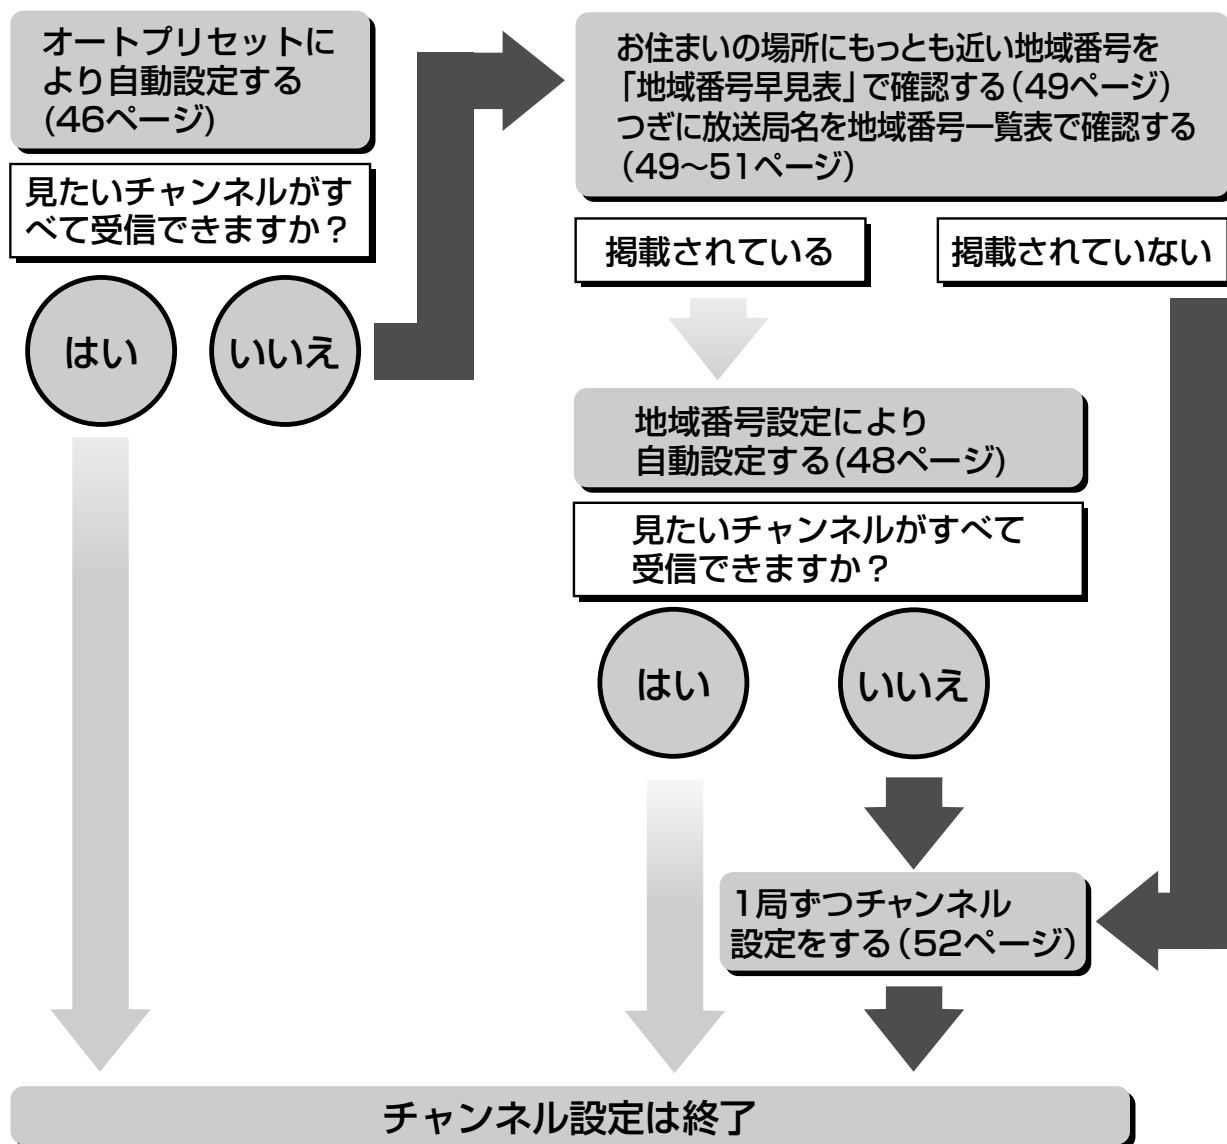 オートプリセットに
より自動設定する
(46ページ)
見たいチャンネルがす
べて受信できますか？
はい
いいえ
お住まいの場所にもっとも近い地域番号を
「地域番号早見表」で確認する(49ページ)
つぎに放送局名を地域番号一覧表で確認する
(49〜51ページ)
掲載されている
掲載されていない
地域番号設定により
自動設定する(48ページ)
見たいチャンネルがすべて
受信できますか？
はい
いいえ
1局ずつチャンネル
設定をする(52ページ)
チャンネル設定は終了